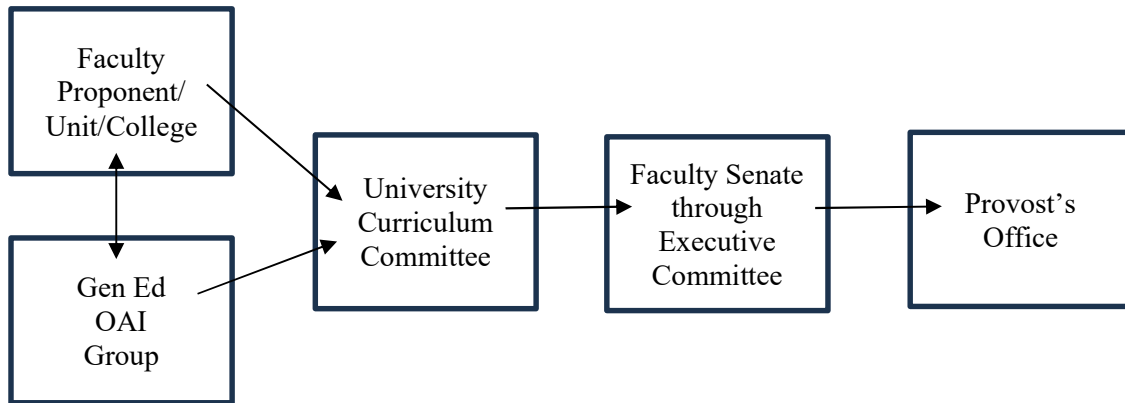 Faculty
Proponent/
Unit/College
Gen Ed
OAI
Group
University
Curriculum
Committee
Faculty Senate
through
Executive
Committee
Provost’s
Office